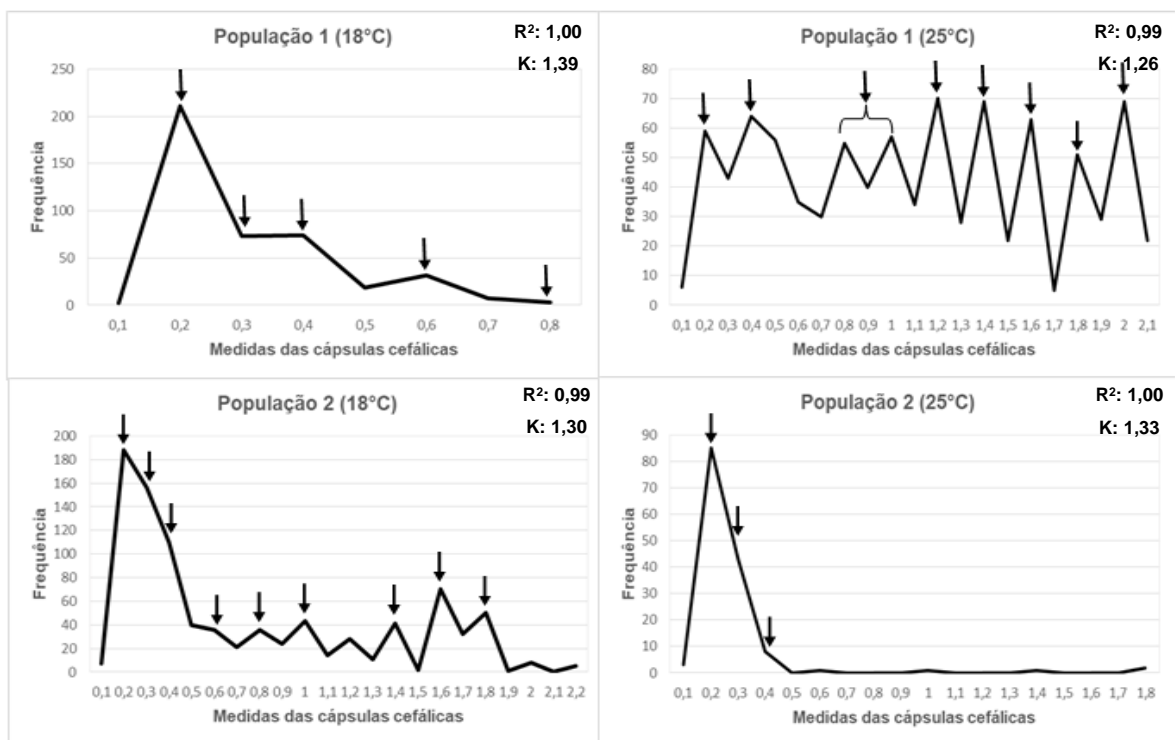 População 1 (18°C)
R²: 1,00
K: 1,39
250
200
150
100
50
0
Frequência
0,1 0,2 0,3 0,4 0,5 0,6 0,7 0,8
Medidas das cápsulas cefálicas
População 1 (25°C)
R²: 0,99
K: 1,26
80
70
60
50
40
30
20
10
0
Frequência
0,1 0,2 0,3 0,4 0,5 0,6 0,7 0,8 0,9 1 1,1 1,2 1,3 1,4 1,5 1,6 1,7 1,8 1,9 2 2,1
Medidas das cápsulas cefálicas
População 2 (18°C)
R²: 0,99
K: 1,30
200
180
160
140
120
100
80
60
40
20
0
Frequência
0,1 0,2 0,3 0,4 0,5 0,6 0,7 0,8 0,9 1 1,1 1,2 1,3 1,4 1,5 1,6 1,7 1,8 1,9 2 2,1 2,2
Medidas das cápsulas cefálicas
População 2 (25°C)
R²: 1,00
K: 1,33
90
80
70
60
50
40
30
20
10
0
Frequência
0,1 0,2 0,3 0,4 0,5 0,6 0,7 0,8 0,9 1 1,1 1,2 1,3 1,4 1,6 1,5 1,7 1,8
Medidas das cápsulas cefálicas